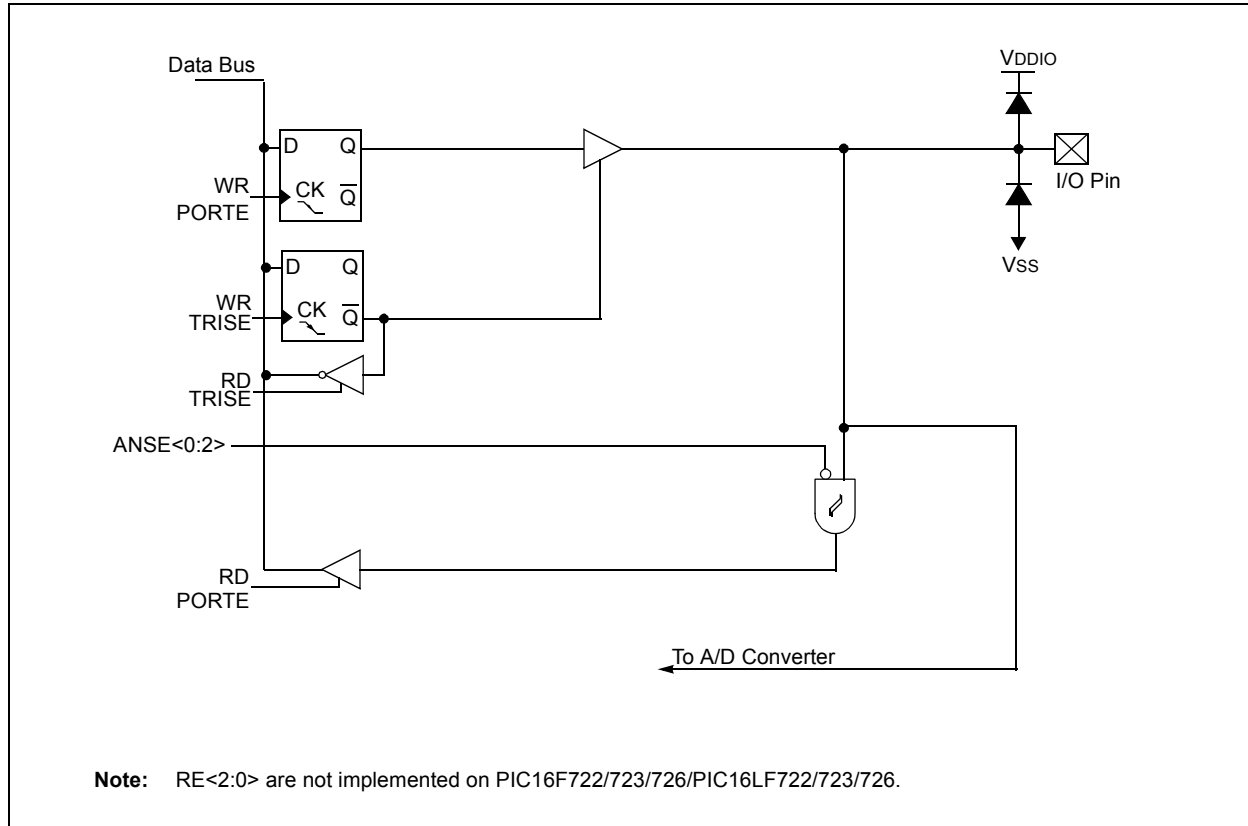 Data Bus
VDDIO
D Q
WR
PORTE
CK Q̅
I/O Pin
D Q
VSS
WR
TRISE
CK Q̅
RD
TRISE
ANSE<0:2>
RD
PORTE
To A/D Converter
Note: RE<2:0> are not implemented on PIC16F722/723/726/PIC16LF722/723/726.